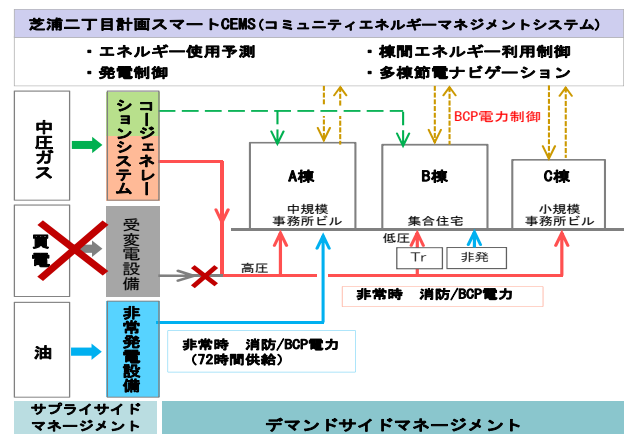 芝浦二丁目計画スマートCEMS(コミュニティエネルギーマネジメントシステム)
・エネルギー使用予測
・棟間エネルギー利用制御
・発電制御
・多棟節電ナビゲーション
中圧ガス
コージェネレー
ションシステム
BCP電力制御
A棟
中規模
事務所ビル
B棟
集合住宅
C棟
小規模
事務所ビル
買電
受変電設備
低圧
Tr
非発
高圧
非常時 消防/BCP電力
油
非常発電設備
非常時 消防/BCP電力
(72時間供給)
サプライサイド
マネージメント
デマンドサイドマネージメント